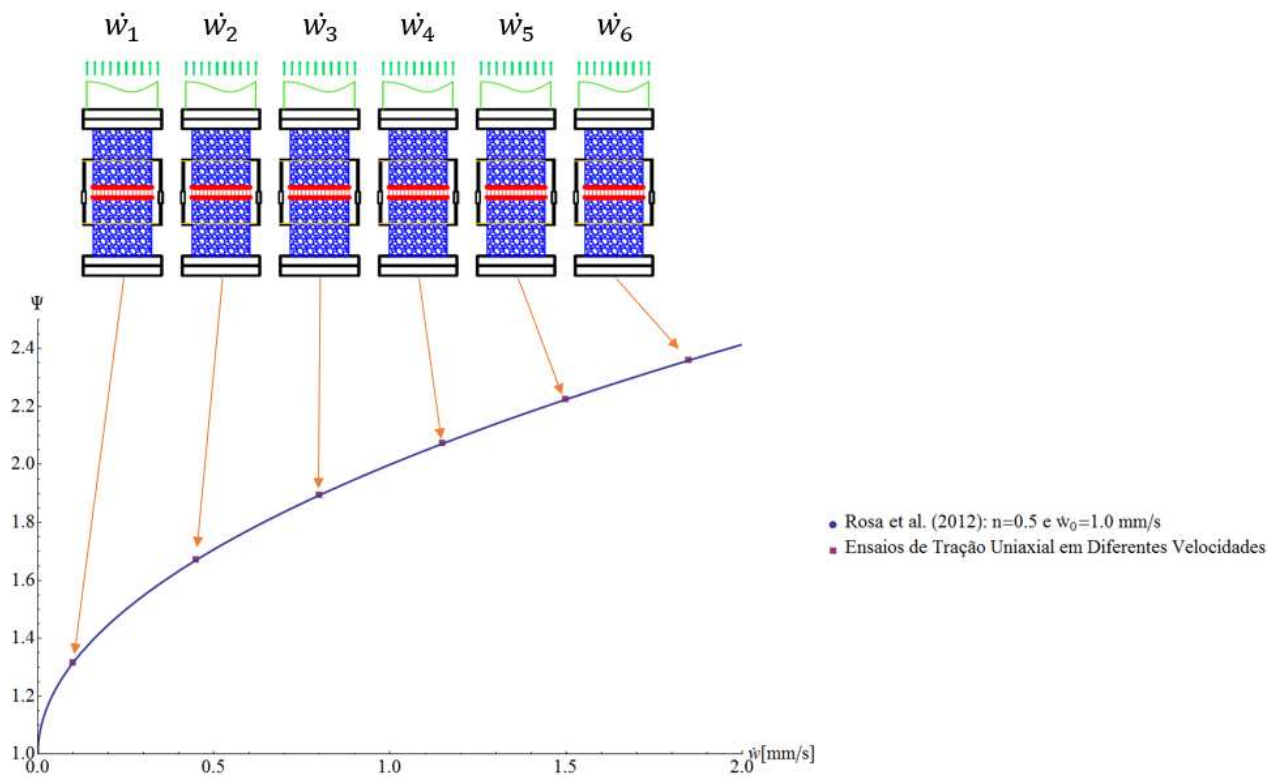 ẇ₁ ẇ₂ ẇ₃ ẇ₄ ẇ₅ ẇ₆
Ψ
2.4
2.2
2.0
1.8
1.6
1.4
1.2
1.0
0.0 0.5 1.0 1.5 2.0 ẇ[mm/s]
Rosa et al. (2012): n=0.5 e ẇ₀=1.0 mm/s
Ensaios de Tração Uniaxial em Diferentes Velocidades